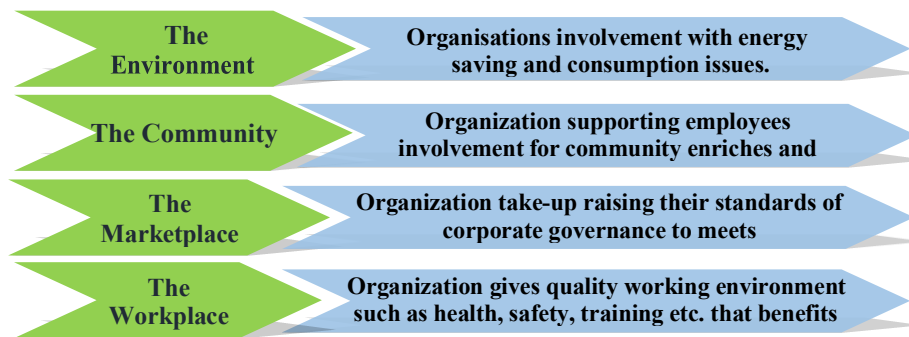 The
Environment
Organisations involvement with energy
saving and consumption issues.
The Community
Organization supporting employees
involvement for community enriches and
The
Marketplace
Organization take-up raising their standards of
corporate governance to meets
The
Workplace
Organization gives quality working environment
such as health, safety, training etc. that benefits